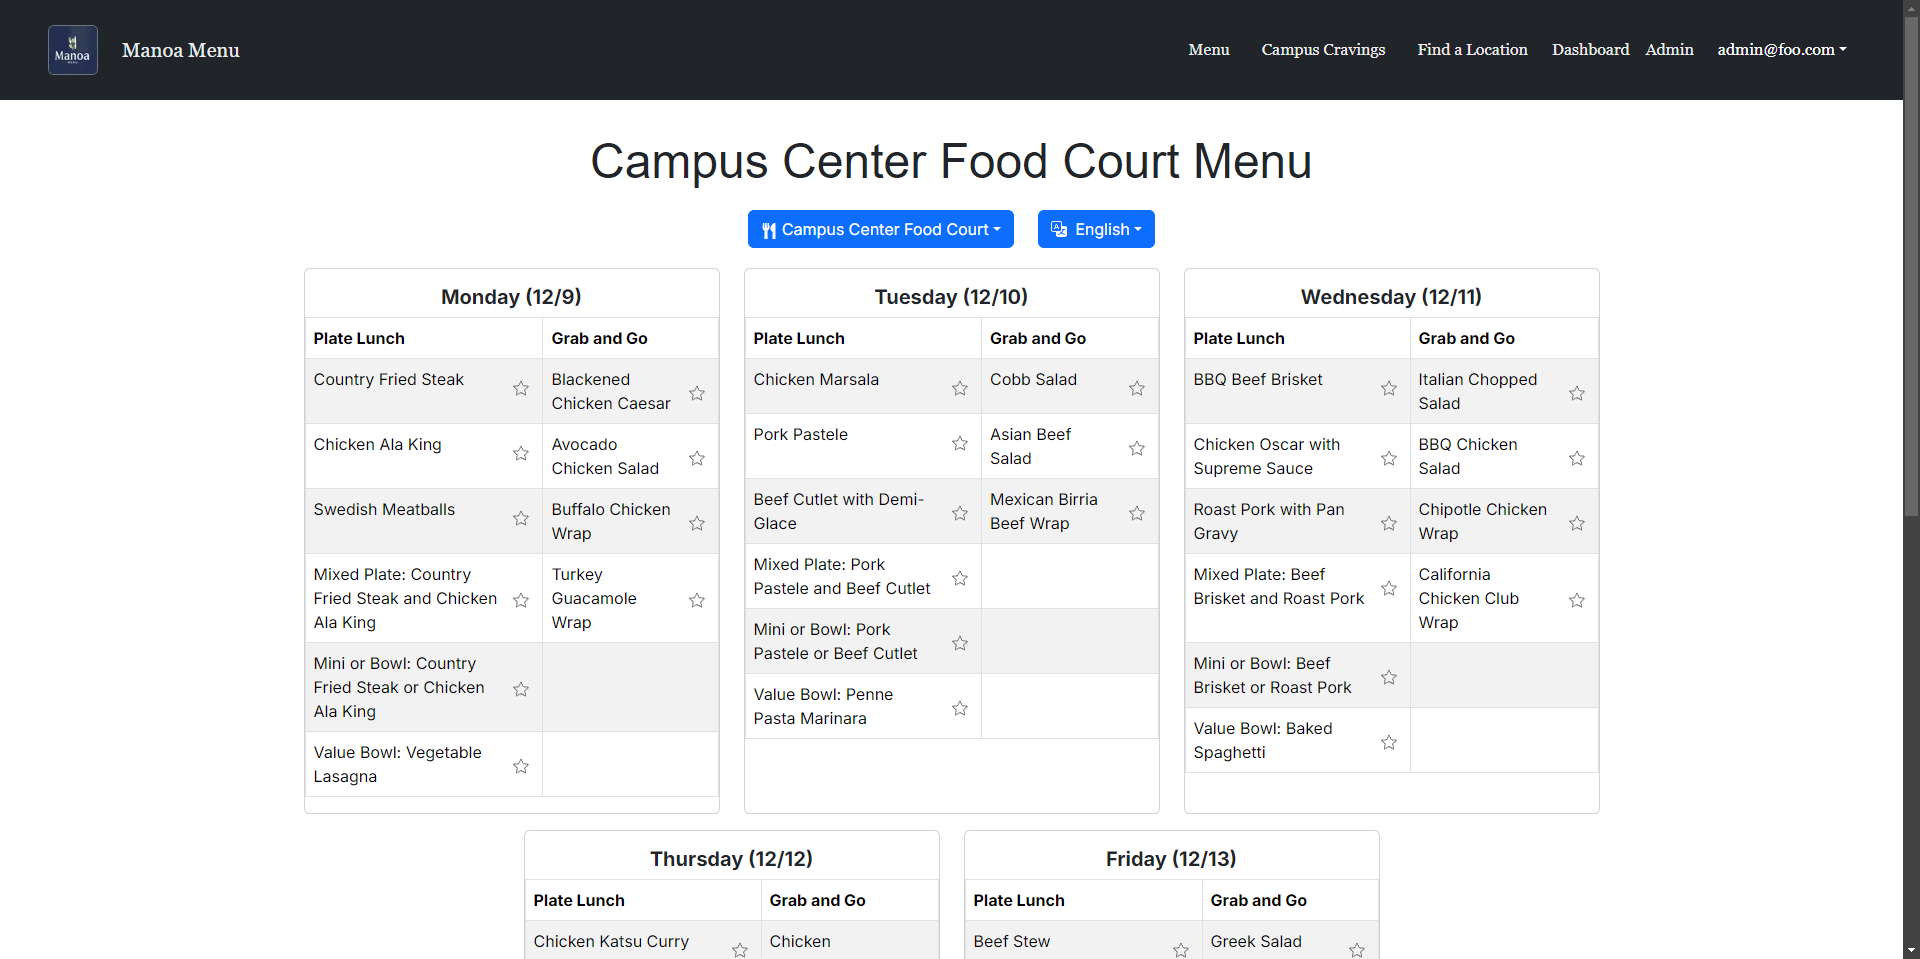 Manoa
Manoa Menu
Menu
Campus Cravings
Find a Location
Dashboard
Admin
admin@foo.com
Campus Center Food Court Menu
Campus Center Food Court
English
Monday (12/9)
Plate Lunch
Grab and Go
Country Fried Steak
Blackened
Chicken Caesar
Chicken Ala King
Avocado
Chicken Salad
Swedish Meatballs
Buffalo Chicken
Wrap
Mixed Plate: Country
Fried Steak and Chicken
Ala King
Turkey
Guacamole
Wrap
Mini or Bowl: Country
Fried Steak or Chicken
Ala King
Value Bowl: Vegetable
Lasagna
Tuesday (12/10)
Plate Lunch
Grab and Go
Chicken Marsala
Cobb Salad
Pork Pastele
Asian Beef
Salad
Beef Cutlet with Demi-
Glace
Mexican Birria
Beef Wrap
Mixed Plate: Pork
Pastele and Beef Cutlet
Mini or Bowl: Pork
Pastele or Beef Cutlet
Value Bowl: Penne
Pasta Marinara
Wednesday (12/11)
Plate Lunch
Grab and Go
BBQ Beef Brisket
Italian Chopped
Salad
Chicken Oscar with
Supreme Sauce
BBQ Chicken
Salad
Roast Pork with Pan
Gravy
Chipotle Chicken
Wrap
Mixed Plate: Beef
Brisket and Roast Pork
California
Chicken Club
Wrap
Mini or Bowl: Beef
Brisket or Roast Pork
Value Bowl: Baked
Spaghetti
Thursday (12/12)
Plate Lunch
Grab and Go
Chicken Katsu Curry
Chicken
Friday (12/13)
Plate Lunch
Grab and Go
Beef Stew
Greek Salad